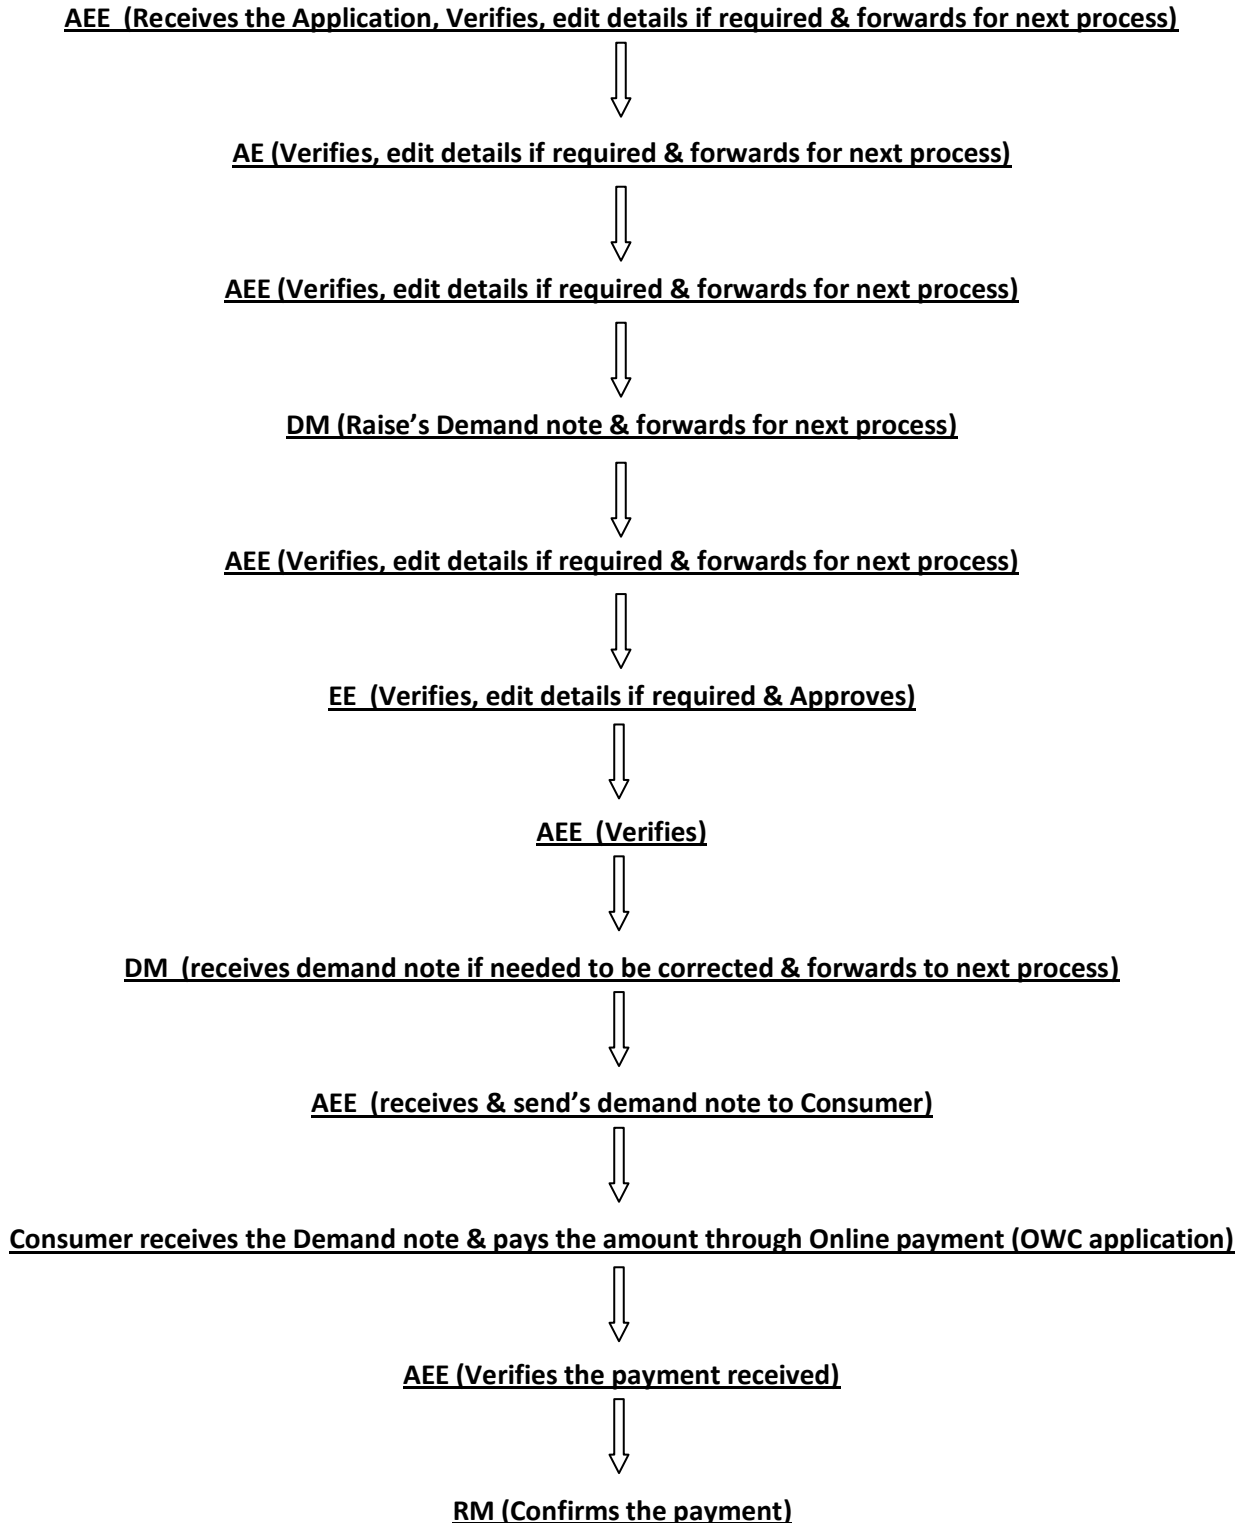 AEE  (Receives the Application, Verifies, edit details if required & forwards for next process)
AE (Verifies, edit details if required & forwards for next process)
AEE (Verifies, edit details if required & forwards for next process)
DM (Raise’s Demand note & forwards for next process)
AEE (Verifies, edit details if required & forwards for next process)
EE  (Verifies, edit details if required & Approves)
AEE  (Verifies)
DM  (receives demand note if needed to be corrected & forwards to next process)
AEE  (receives & send’s demand note to Consumer)
Consumer receives the Demand note & pays the amount through Online payment (OWC application)
AEE (Verifies the payment received)
RM (Confirms the payment)